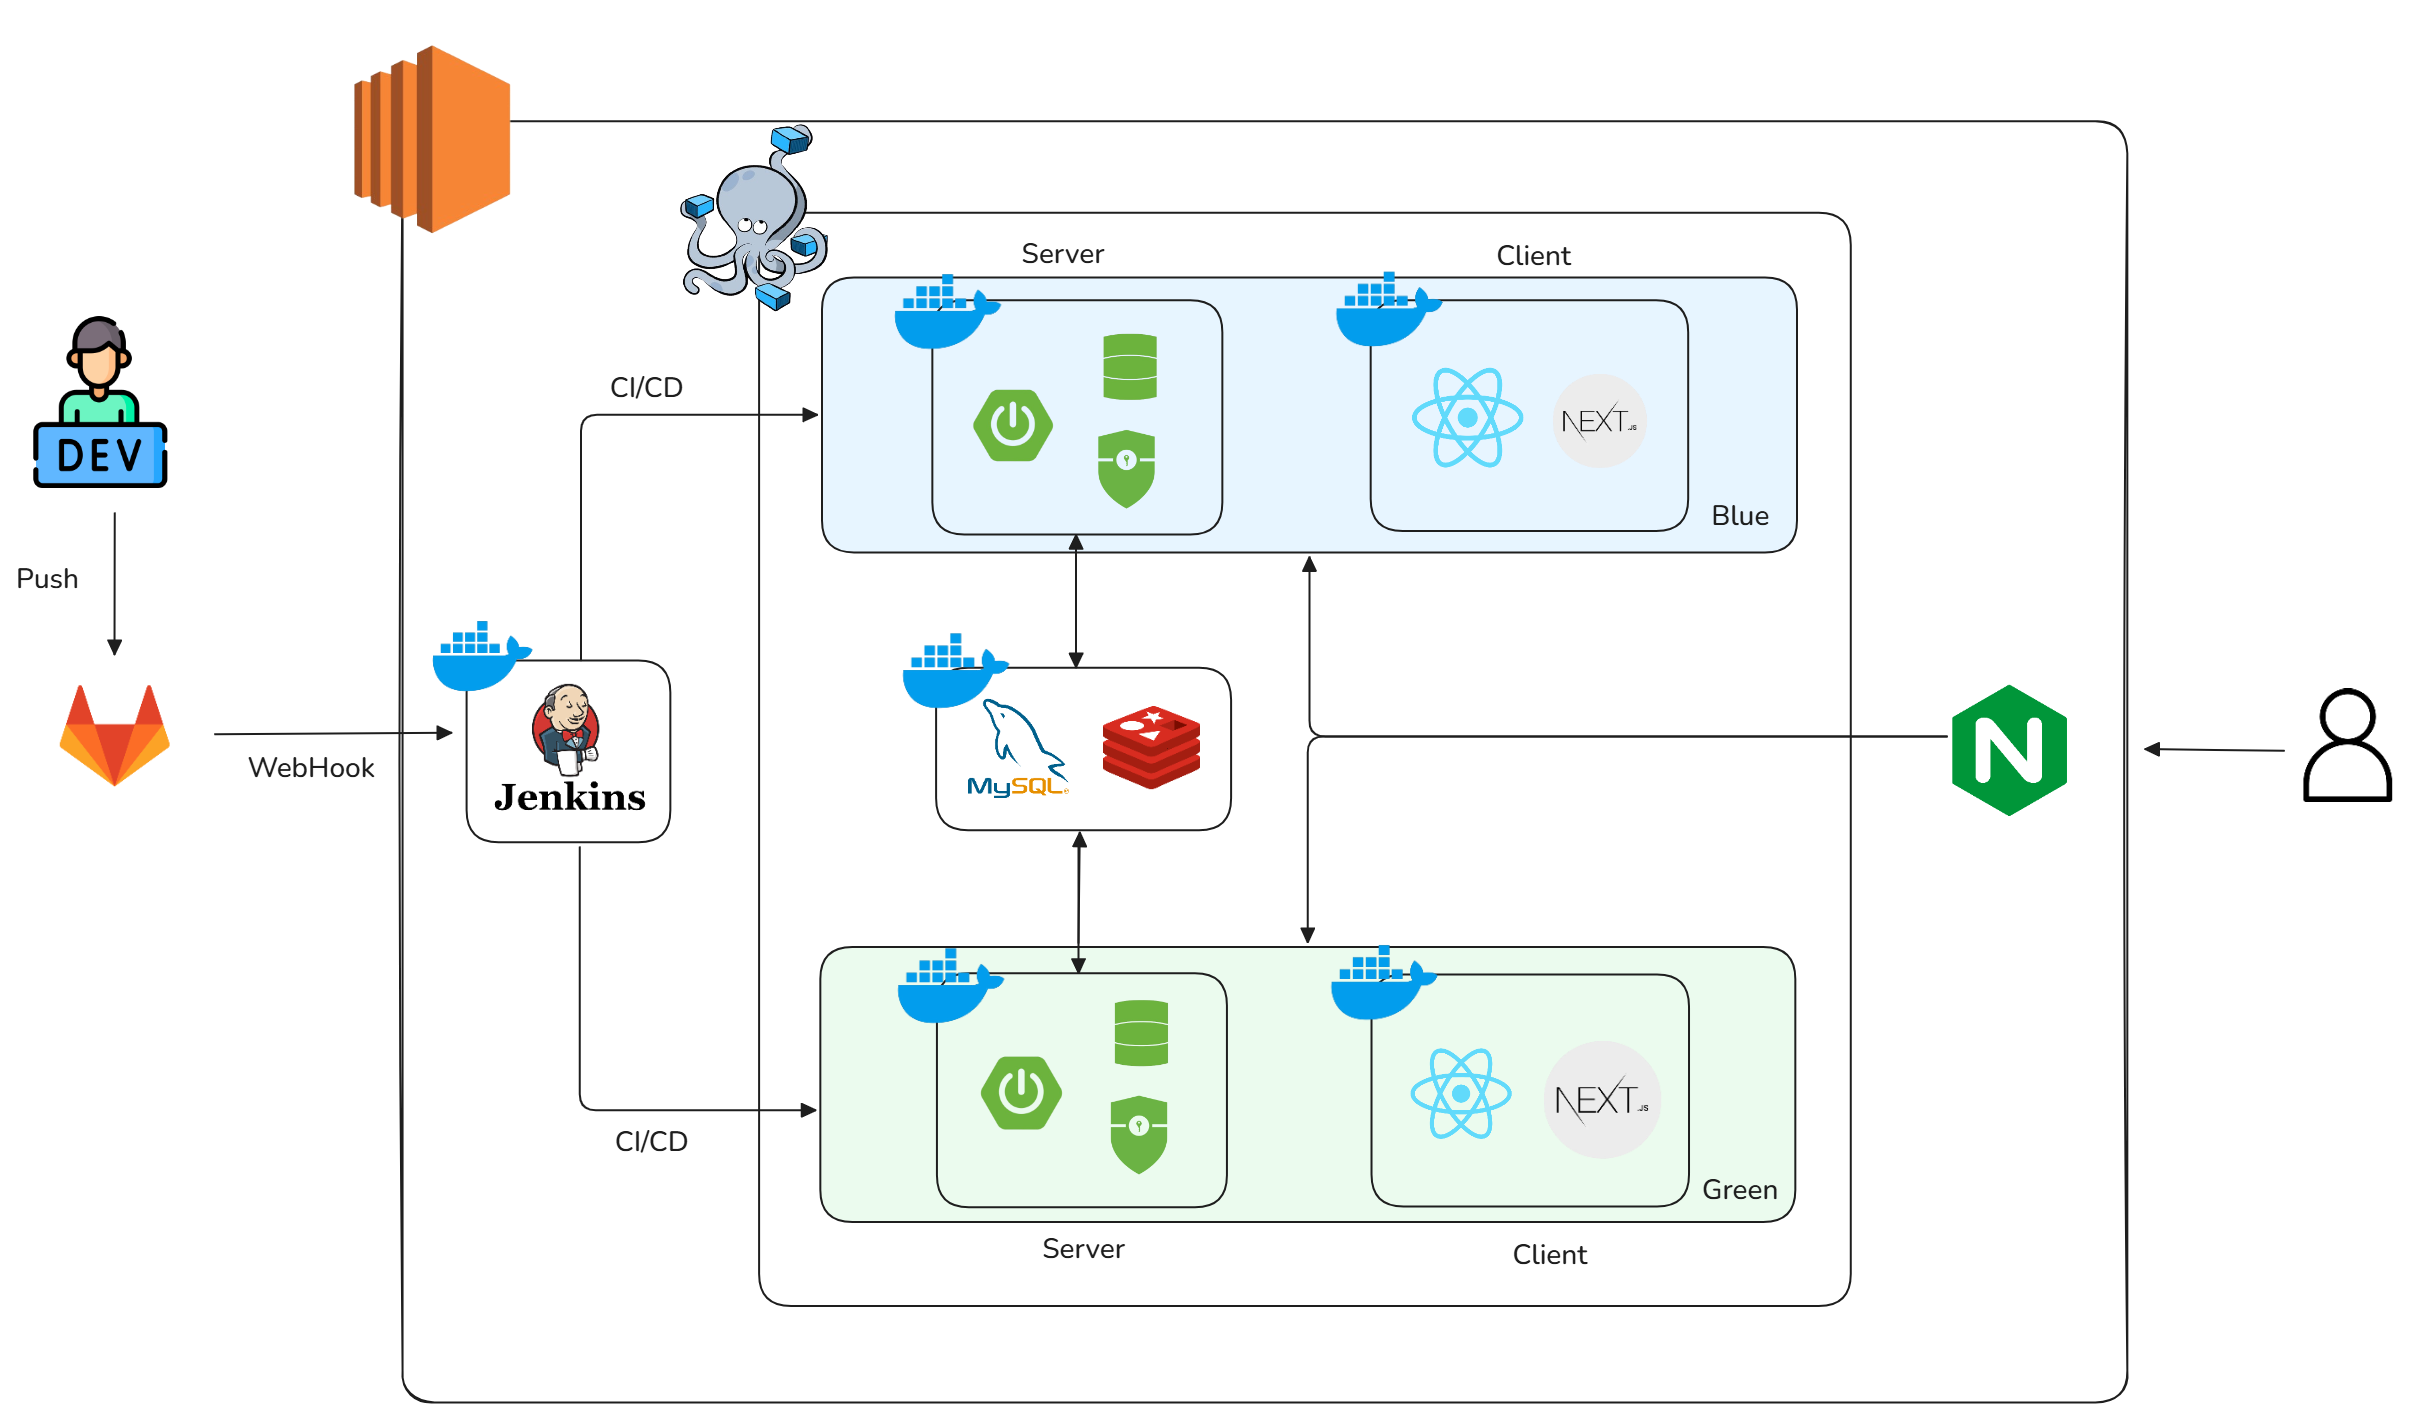 Server
Client
CI/CD
DEV
Blue
Push
WebHook
Jenkins
MySQL
NEXT.JS
N
NEXT.JS
CI/CD
Green
Server
Client